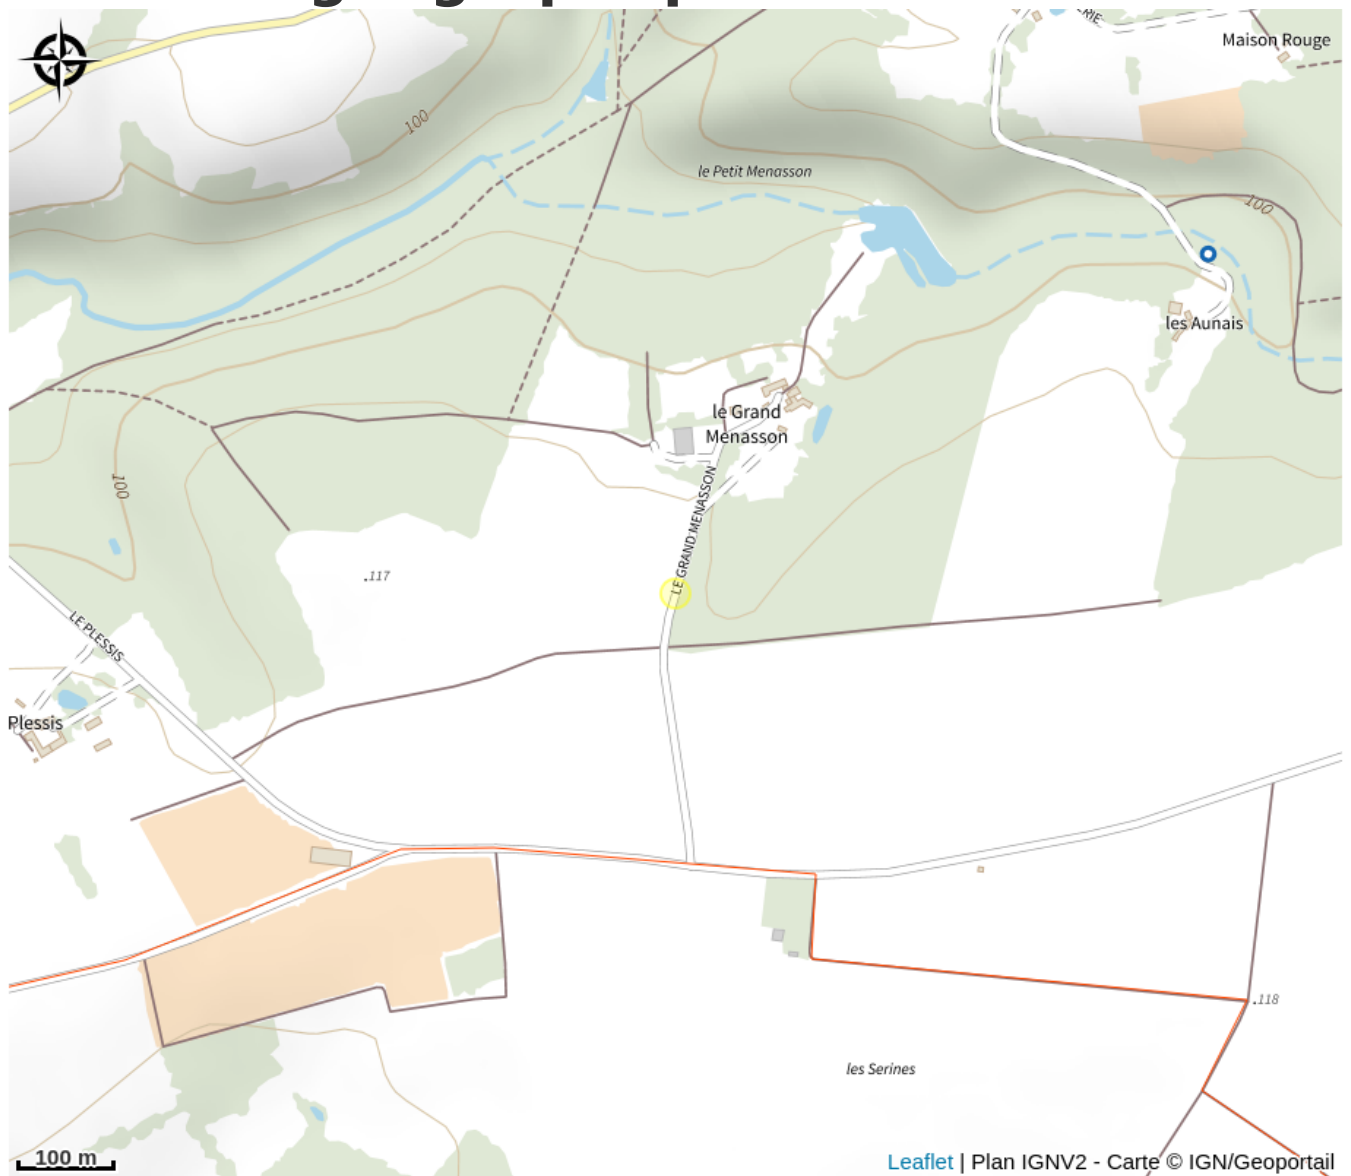 ERIE
Maison Rouge
100
le Petit Menasson
100
les Aunais
le Grand
Menasson
100
LE GRAND MENASSON
.117
LE PLESSIS
Plessis
.118
les Serines
100 m
Leaflet | Plan IGNV2 - Carte © IGN/Geoportail